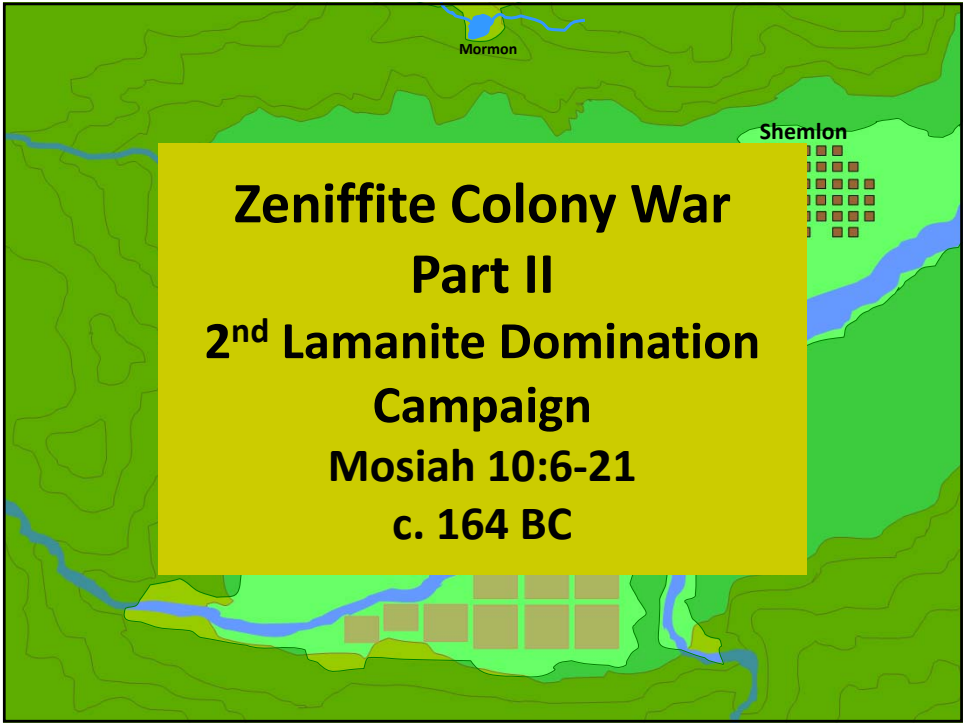 Mormon
Shemlon
Zeniffite Colony War
Part II
2nd Lamanite Domination
Campaign
Mosiah 10:6-21
c. 164 BC